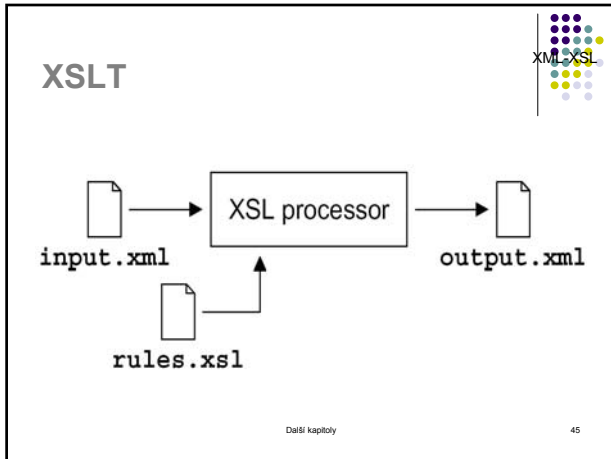 XML-XSL
XSLT
XSL processor
input.xml
output.xml
rules.xsl
Další kapitoly
45